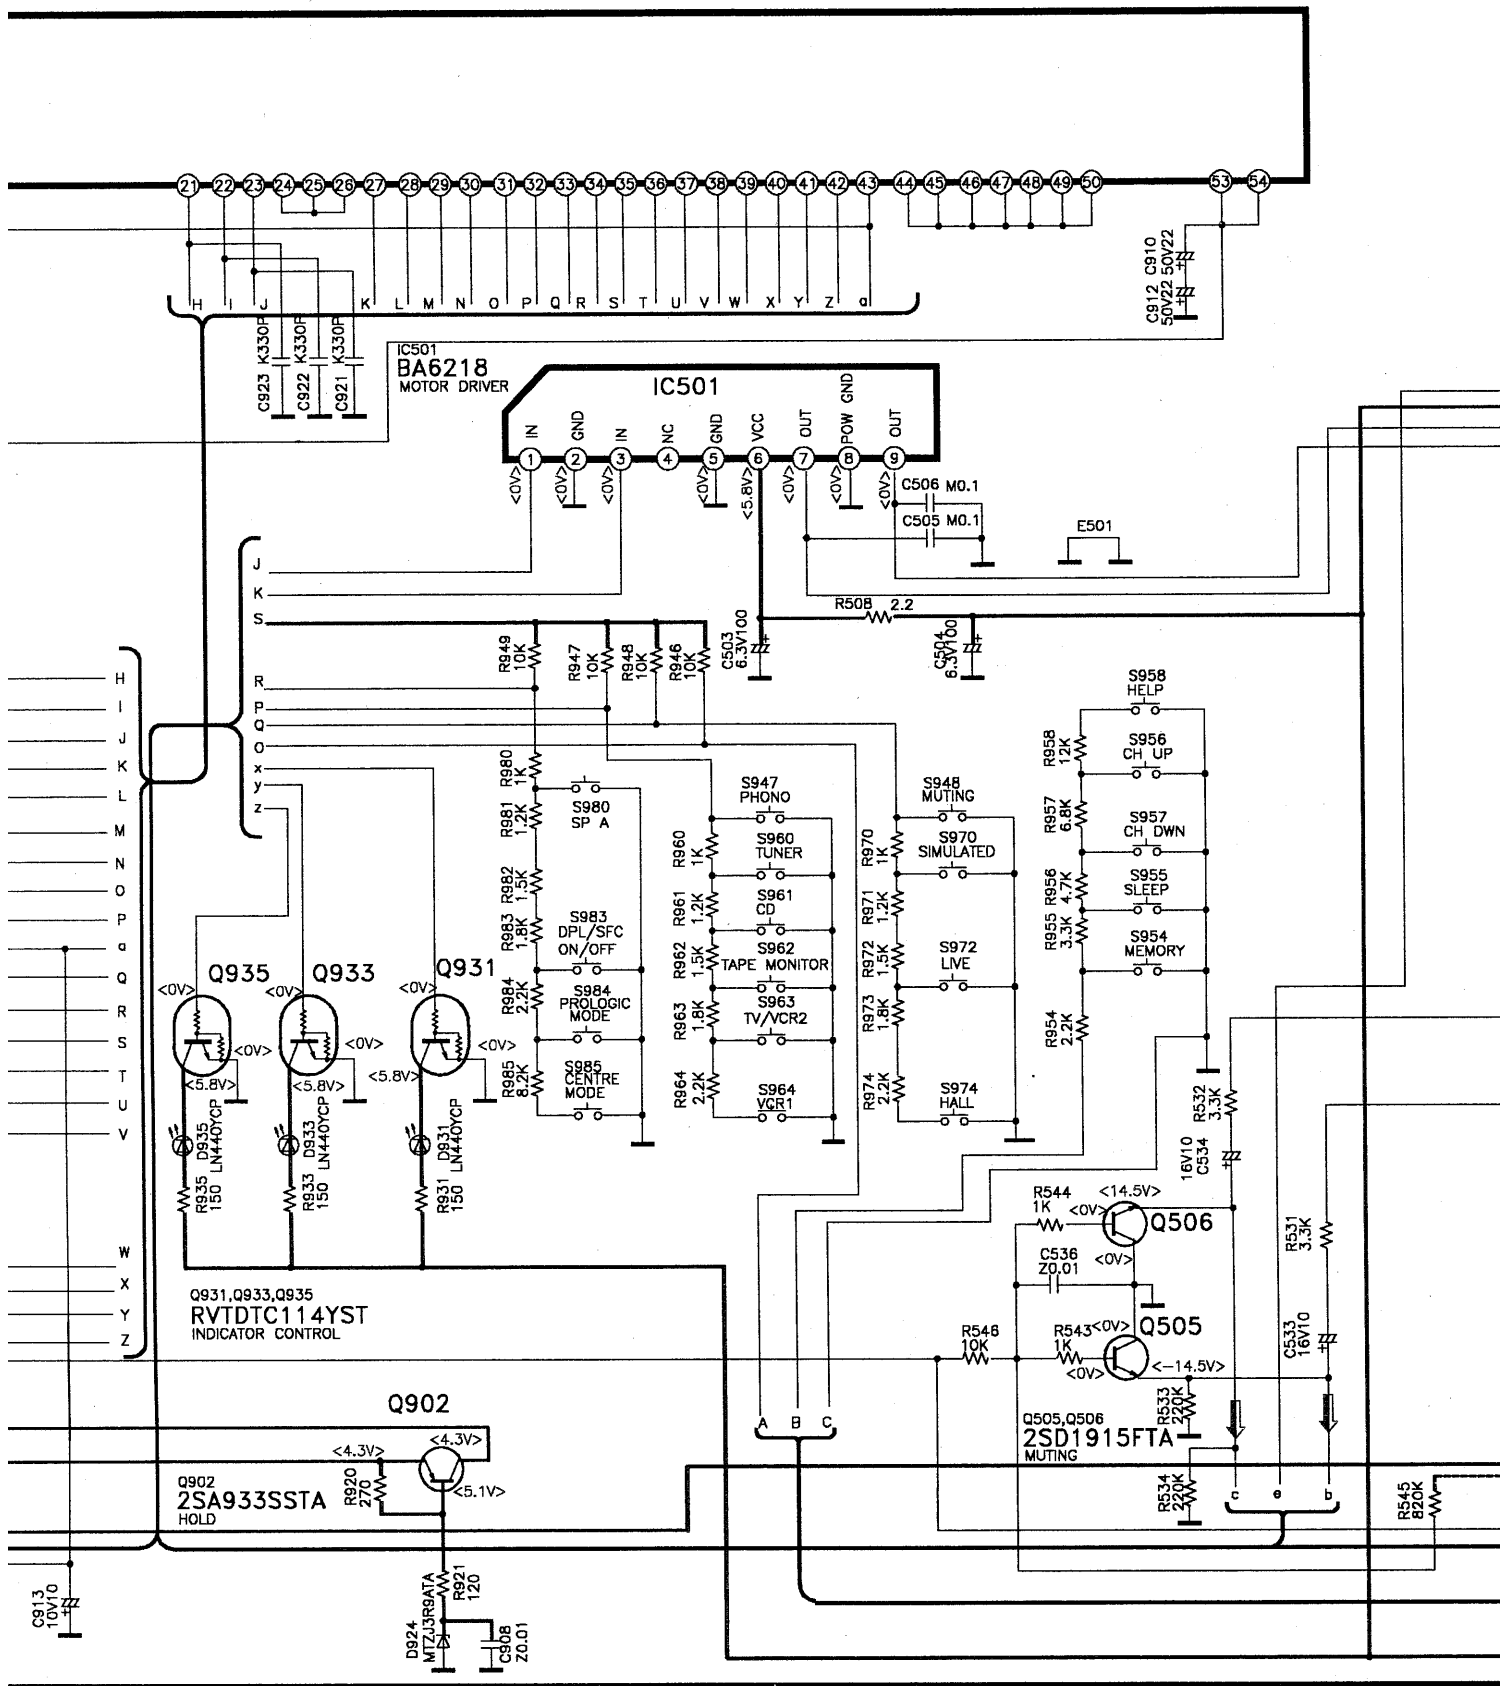 21 22 23 24 25 26 27 28 29 30 31 32 33 34 35 36 37 38 39 40 41 42 43 44 45 46 47 48 49 50 53 54
H I J K L M N O P Q R S T U V W X Y Z a
C910
50V22
C912
50V22
C923 K330P
C922 K330P
C921 K330P
IC501
BA6218
MOTOR DRIVER
IC501
IN GND IN NC GND VCC OUT POW GND OUT
1 2 3 4 5 6 7 8 9
<0V> <0V> <0V> <0V> <5.8V> <0V> <0V> <0V>
C506 M0.1
C505 M0.1
E501
J
K
S
R508 2.2
C503
6.3V100
C504
6.3V100
R949
10K
R947
10K
R948
10K
R946
10K
R
P
Q
O
x
y
z
H
I
J
K
L
M
N
O
P
a
Q
R
S
T
U
V
W
X
Y
Z
R980
1K
R981
1.2K
R982
1.5K
R983
1.8K
R984
2.2K
R985
8.2K
S980
SP A
S983
DPL/SFC
ON/OFF
S984
PROLOGIC
MODE
S985
CENTRE
MODE
S947
PHONO
S960
TUNER
S961
CD
S962
TAPE MONITOR
S963
TV/VCR2
S964
VCR1
R960
1K
R961
1.2K
R962
1.5K
R963
1.8K
R964
2.2K
S948
MUTING
S970
SIMULATED
S972
LIVE
S974
HALL
R970
1K
R971
1.2K
R972
1.5K
R973
1.8K
R974
2.2K
S958
HELP
S956
CH UP
S957
CH DWN
S955
SLEEP
S954
MEMORY
R958
12K
R957
6.8K
R956
4.7K
R955
3.3K
R954
2.2K
Q935 Q933 Q931
<0V> <0V> <0V>
<0V> <0V> <0V>
<5.8V> <5.8V> <5.8V>
D935
LN440YCP
D933
LN440YCP
D931
LN440YCP
R935
150
R933
150
R931
150
Q931,Q933,Q935
RVTDTC114YST
INDICATOR CONTROL
R532
3.3K
16V10
C534
R544
1K
<14.5V>
<0V>
Q506
<0V>
C536
Z0.01
R531
3.3K
C533
16V10
R546
10K
R543
1K
<0V>
Q505
<0V>
<-14.5V>
R533
220K
R534
220K
Q505,Q506
2SD1915FTA
MUTING
A B C
c e b
R545
820K
Q902
<4.3V>
<4.3V>
<5.1V>
R920
270
Q902
2SA933SSTA
HOLD
R921
120
D924
MTZJ3R9ATA
C908
Z0.01
C913
10V10